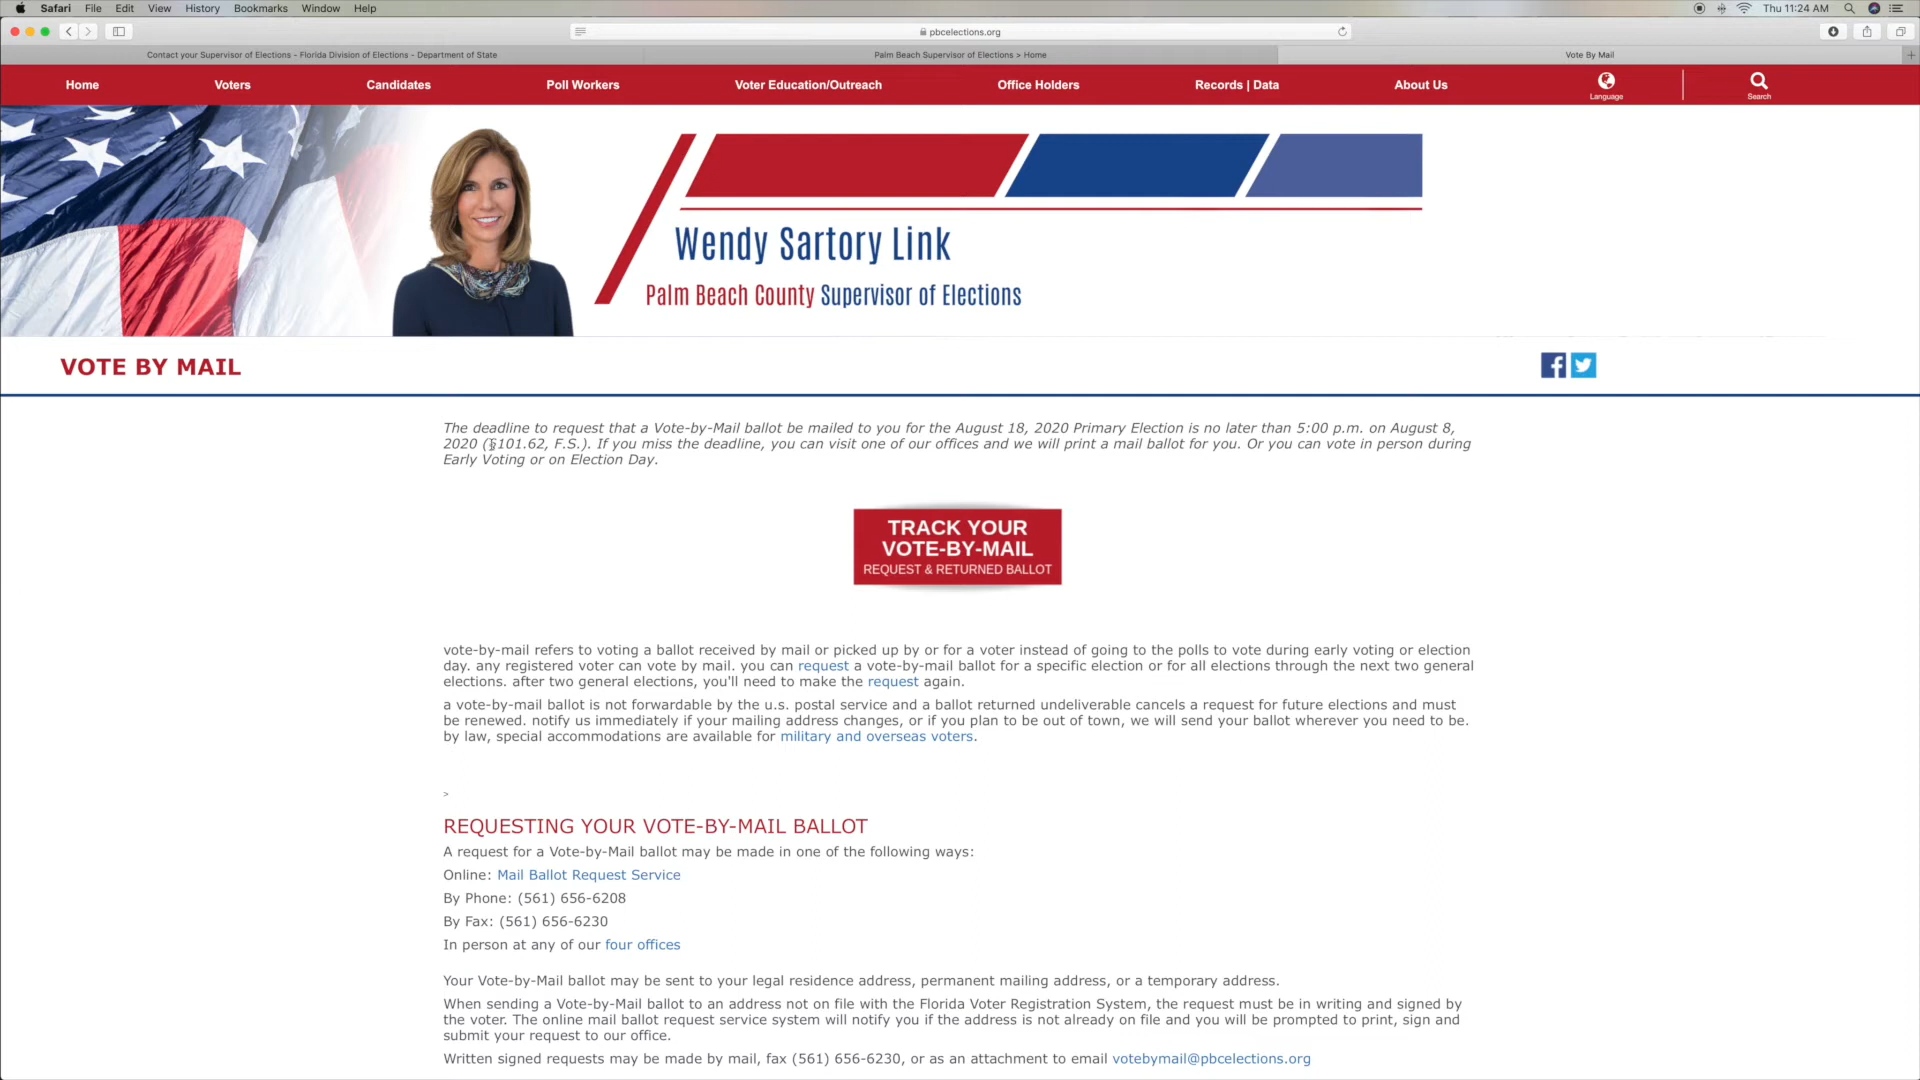 Safari File Edit View History Bookmarks Window Help Thu 11:24 AM
pbcelections.org
Contact your Supervisor of Elections - Florida Division of Elections - Department of State Palm Beach Supervisor of Elections > Home Vote By Mail
Home Voters Candidates Poll Workers Voter Education/Outreach Office Holders Records | Data About Us Language Search
Wendy Sartory Link
Palm Beach County Supervisor of Elections
VOTE BY MAIL
The deadline to request that a Vote-by-Mail ballot be mailed to you for the August 18, 2020 Primary Election is no later than 5:00 p.m. on August 8,
2020 (§101.62, F.S.). If you miss the deadline, you can visit one of our offices and we will print a mail ballot for you. Or you can vote in person during
Early Voting or on Election Day.
TRACK YOUR
VOTE-BY-MAIL
REQUEST & RETURNED BALLOT
vote-by-mail refers to voting a ballot received by mail or picked up by or for a voter instead of going to the polls to vote during early voting or election
day. any registered voter can vote by mail. you can request a vote-by-mail ballot for a specific election or for all elections through the next two general
elections. after two general elections, you'll need to make the request again.
a vote-by-mail ballot is not forwardable by the u.s. postal service and a ballot returned undeliverable cancels a request for future elections and must
be renewed. notify us immediately if your mailing address changes, or if you plan to be out of town, we will send your ballot wherever you need to be.
by law, special accommodations are available for military and overseas voters.
>
REQUESTING YOUR VOTE-BY-MAIL BALLOT
A request for a Vote-by-Mail ballot may be made in one of the following ways:
Online: Mail Ballot Request Service
By Phone: (561) 656-6208
By Fax: (561) 656-6230
In person at any of our four offices
Your Vote-by-Mail ballot may be sent to your legal residence address, permanent mailing address, or a temporary address.
When sending a Vote-by-Mail ballot to an address not on file with the Florida Voter Registration System, the request must be in writing and signed by
the voter. The online mail ballot request service system will notify you if the address is not already on file and you will be prompted to print, sign and
submit your request to our office.
Written signed requests may be made by mail, fax (561) 656-6230, or as an attachment to email votebymail@pbcelections.org